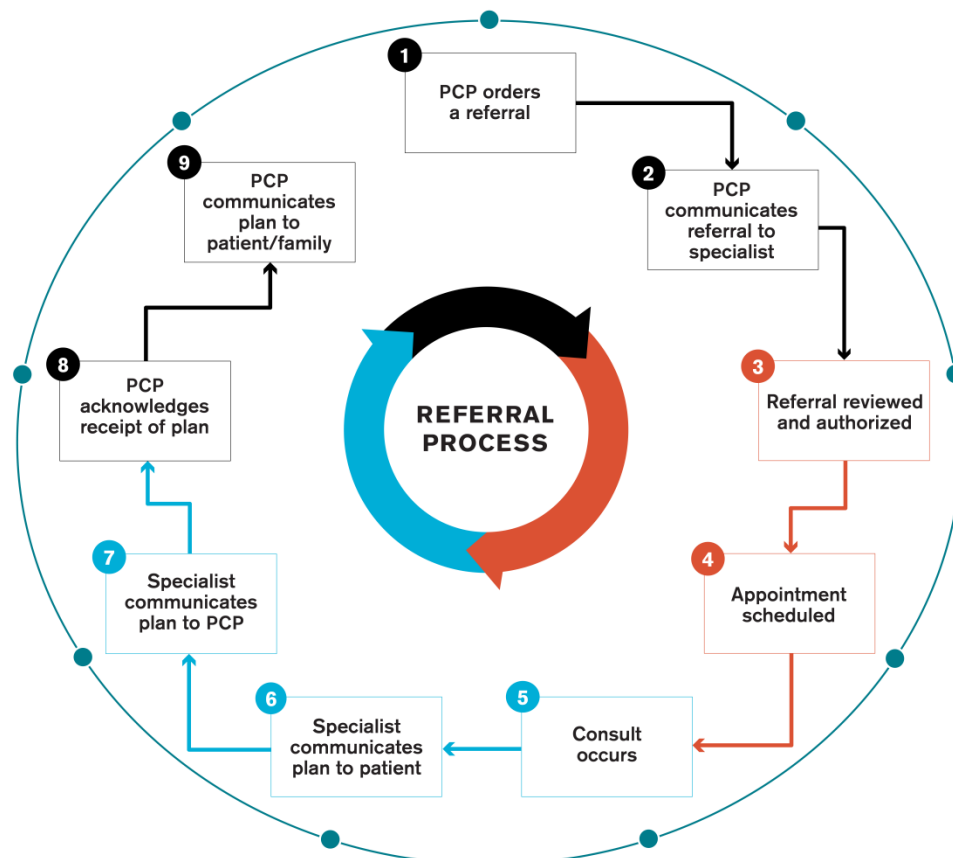 1
PCP orders
a referral
2
PCP
communicates
referral to
specialist
3
Referral reviewed
and authorized
4
Appointment
scheduled
5
Consult
occurs
6
Specialist
communicates
plan to patient
7
Specialist
communicates
plan to PCP
8
PCP
acknowledges
receipt of plan
9
PCP
communicates
plan to
patient/family
REFERRAL
PROCESS